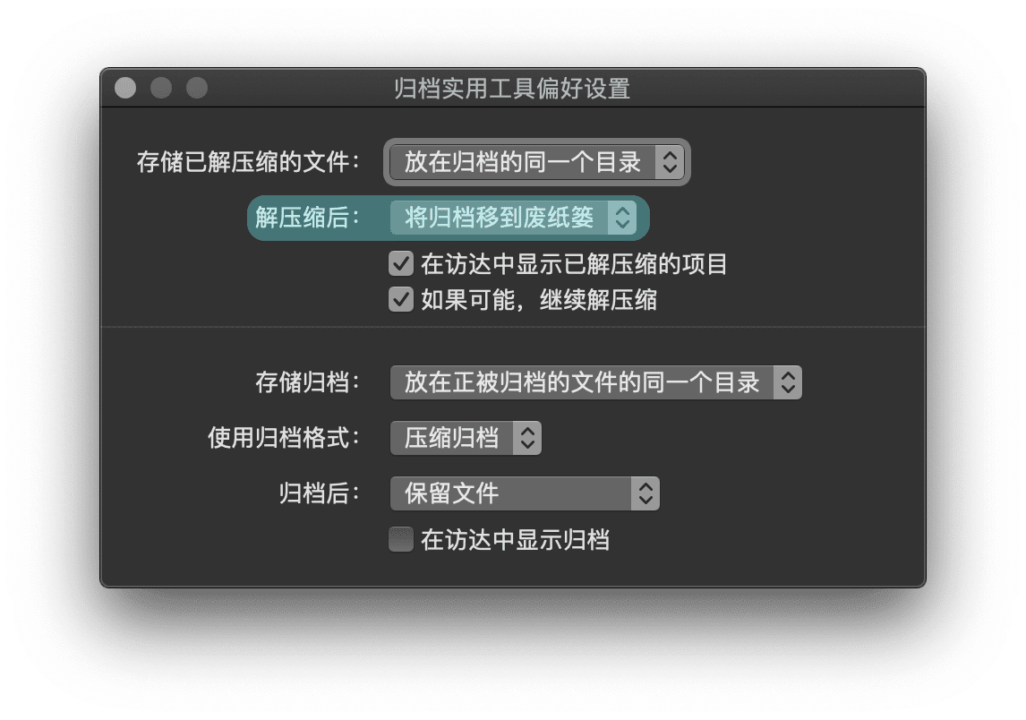 归档实用工具偏好设置
存储已解压缩的文件： 放在归档的同一个目录
解压缩后： 将归档移到废纸篓
在访达中显示已解压缩的项目
如果可能，继续解压缩
存储归档： 放在正被归档的文件的同一个目录
使用归档格式： 压缩归档
归档后： 保留文件
在访达中显示归档